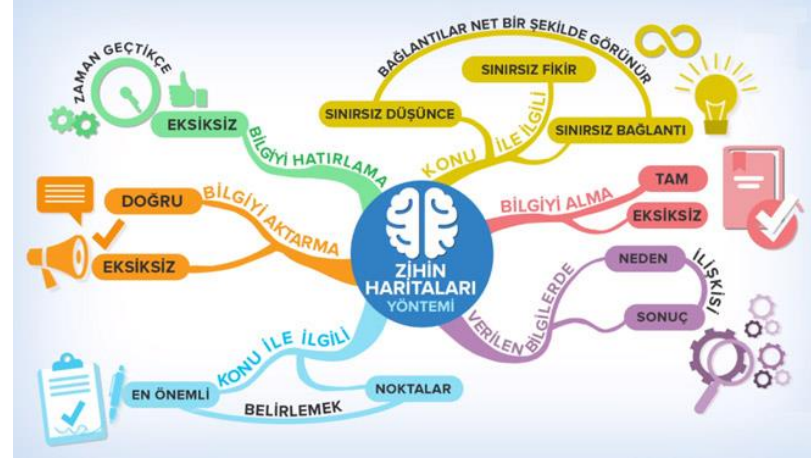 ZİHİN
HARİTALARI
YÖNTEMİ
KONU İLE İLGİLİ
SINIRSIZ DÜŞÜNCE
SINIRSIZ FİKİR
SINIRSIZ BAĞLANTI
BAĞLANTILAR NET BİR ŞEKİLDE GÖRÜNÜR
BİLGİYİ ALMA
TAM
EKSİKSİZ
VERİLEN BİLGİLERDE
NEDEN
SONUÇ
İLİŞKİSİ
KONU İLE İLGİLİ
EN ÖNEMLİ
NOKTALAR
BELİRLEMEK
BİLGİYİ AKTARMA
DOĞRU
EKSİKSİZ
BİLGİYİ HATIRLAMA
EKSİKSİZ
ZAMAN GEÇTİKÇE